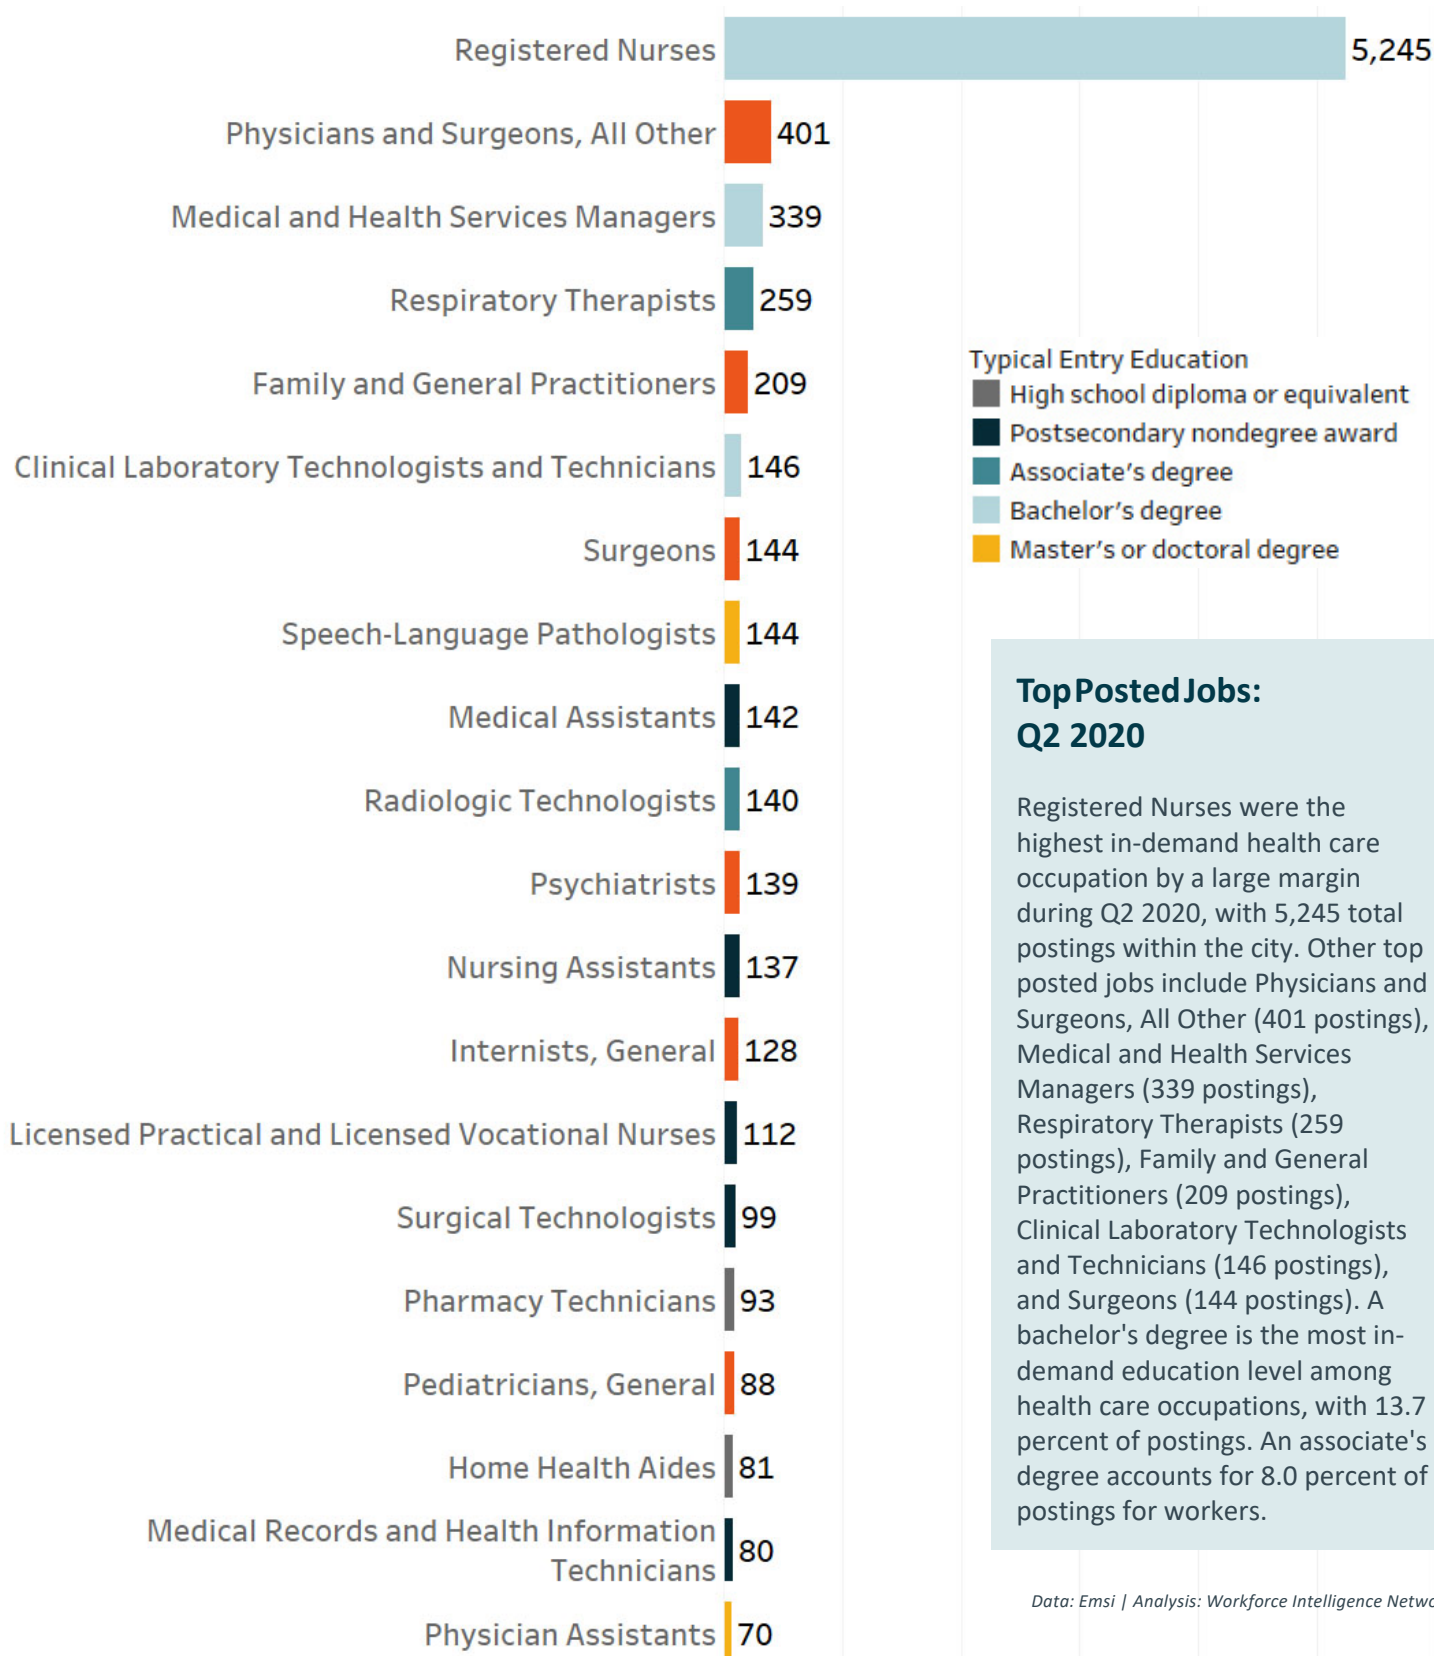 Registered Nurses 5,245
Physicians and Surgeons, All Other 401
Medical and Health Services Managers 339
Respiratory Therapists 259
Family and General Practitioners 209
Clinical Laboratory Technologists and Technicians 146
Surgeons 144
Speech-Language Pathologists 144
Medical Assistants 142
Radiologic Technologists 140
Psychiatrists 139
Nursing Assistants 137
Internists, General 128
Licensed Practical and Licensed Vocational Nurses 112
Surgical Technologists 99
Pharmacy Technicians 93
Pediatricians, General 88
Home Health Aides 81
Medical Records and Health Information
Technicians 80
Physician Assistants 70
Typical Entry Education
High school diploma or equivalent
Postsecondary nondegree award
Associate's degree
Bachelor's degree
Master's or doctoral degree
Top Posted Jobs:
Q2 2020
Registered Nurses were the
highest in-demand health care
occupation by a large margin
during Q2 2020, with 5,245 total
postings within the city. Other top
posted jobs include Physicians and
Surgeons, All Other (401 postings),
Medical and Health Services
Managers (339 postings),
Respiratory Therapists (259
postings), Family and General
Practitioners (209 postings),
Clinical Laboratory Technologists
and Technicians (146 postings),
and Surgeons (144 postings). A
bachelor's degree is the most in-
demand education level among
health care occupations, with 13.7
percent of postings. An associate's
degree accounts for 8.0 percent of
postings for workers.
Data: Emsi | Analysis: Workforce Intelligence